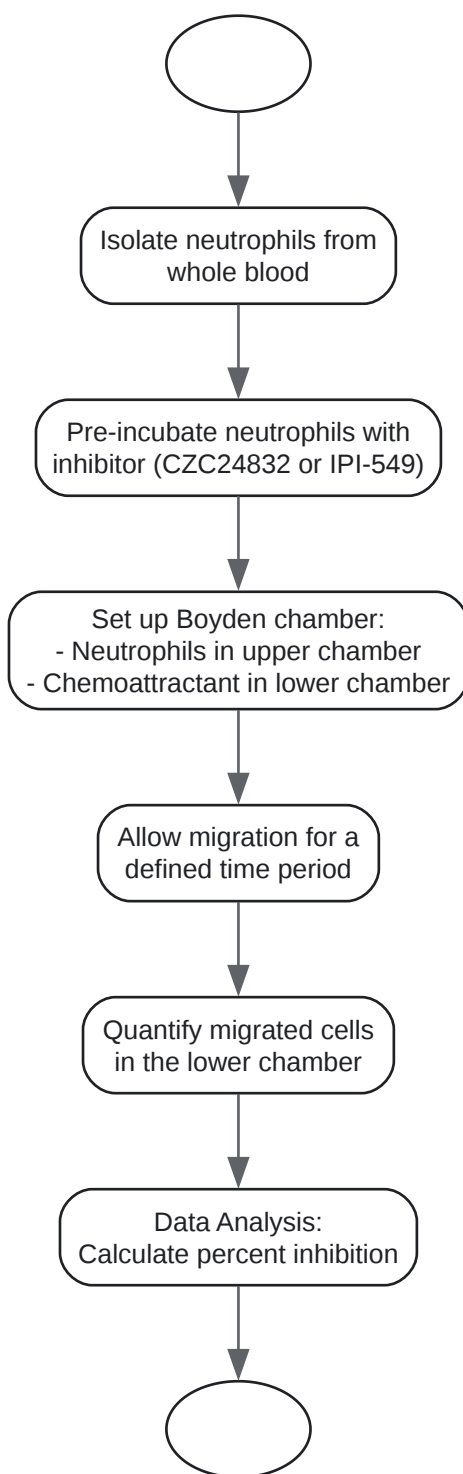 Isolate neutrophils from
whole blood
Pre-incubate neutrophils with
inhibitor (CZC24832 or IPI-549)
Set up Boyden chamber:
- Neutrophils in upper chamber
- Chemoattractant in lower chamber
Allow migration for a
defined time period
Quantify migrated cells
in the lower chamber
Data Analysis:
Calculate percent inhibition